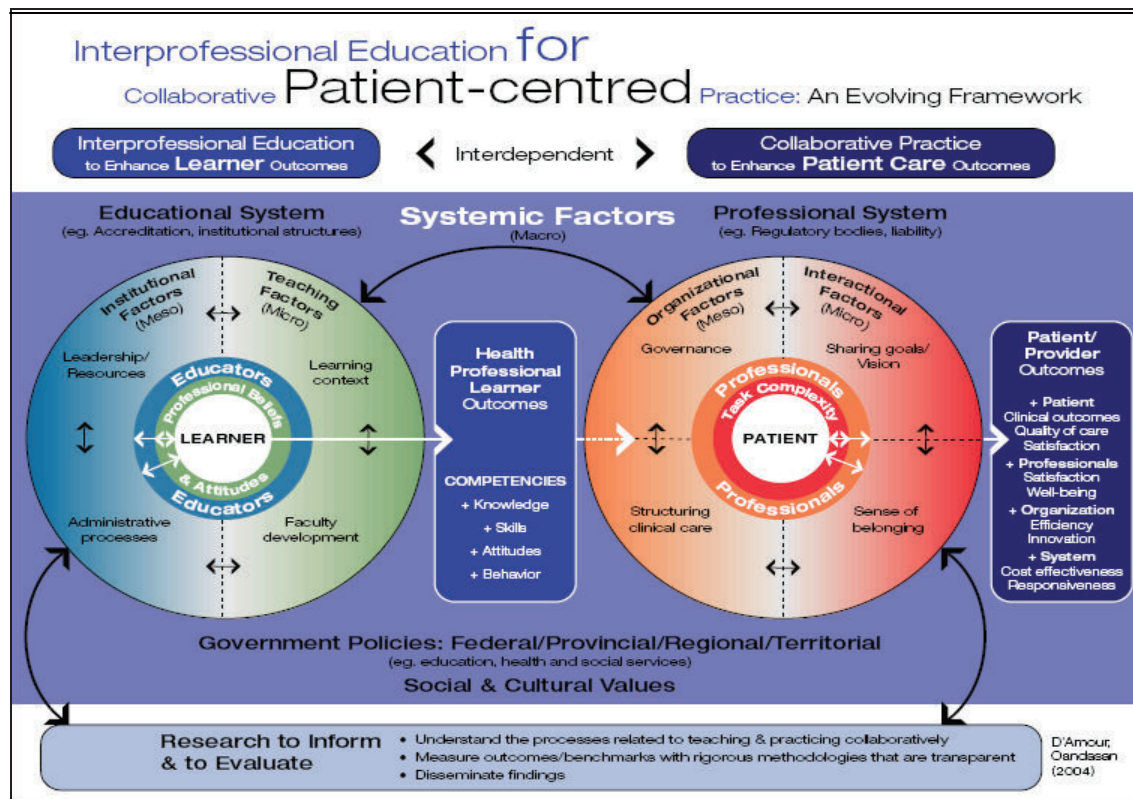 Interprofessional Education for
Collaborative Patient-centred Practice: An Evolving Framework
Interprofessional Education
to Enhance Learner Outcomes
Interdependent
Collaborative Practice
to Enhance Patient Care Outcomes
Educational System
(eg. Accreditation, institutional structures)
Systemic Factors
(Macro)
Professional System
(eg. Regulatory bodies, liability)
Institutional
Factors
(Meso)
Teaching
Factors
(Micro)
Leadership/
Resources
Learning
context
Educators
Professional Beliefs
LEARNER
& Attitudes
Educators
Administrative
processes
Faculty
development
Health
Professional
Learner
Outcomes
COMPETENCIES
+ Knowledge
+ Skills
+ Attitudes
+ Behavior
Organizational
Factors
(Meso)
Interactional
Factors
(Micro)
Governance
Sharing goals/
Vision
Professionals
Task Complexity
PATIENT
Professionals
Structuring
clinical care
Sense of
belonging
Patient/
Provider
Outcomes
+ Patient
Clinical outcomes
Quality of care
Satisfaction
+ Professionals
Satisfaction
Well-being
+ Organization
Efficiency
Innovation
+ System
Cost effectiveness
Responsiveness
Government Policies: Federal/Provincial/Regional/Territorial
(eg. education, health and social services)
Social & Cultural Values
Research to Inform
& to Evaluate
• Understand the processes related to teaching & practicing collaboratively
• Measure outcomes/benchmarks with rigorous methodologies that are transparent
• Disseminate findings
D'Amour,
Oandasan
(2004)